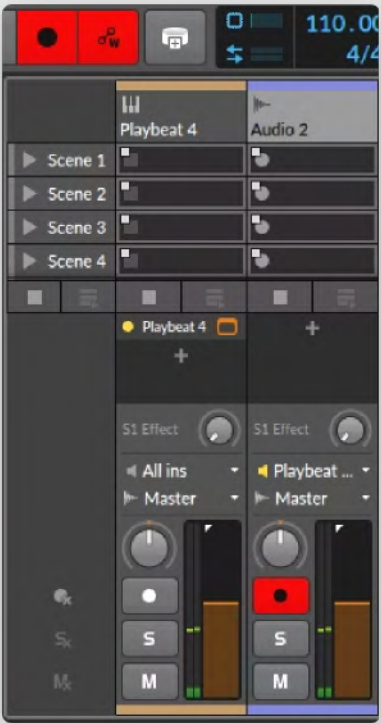 W
110.00
4/4
Playbeat 4
Audio 2
Scene 1
Scene 2
Scene 3
Scene 4
Playbeat 4
+
+
S1 Effect
S1 Effect
All ins
Playbeat ...
Master
Master
S
S
M
M